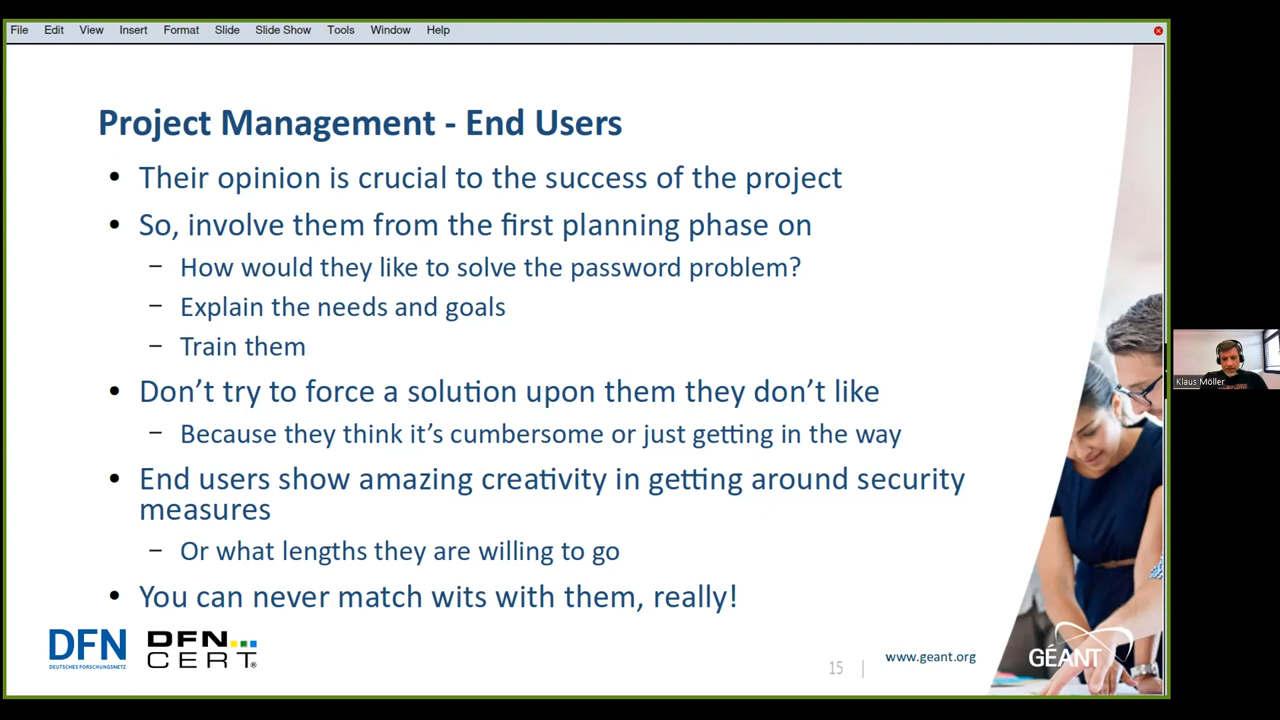 File Edit View Insert Format Slide Slide Show Tools Window Help
Project Management - End Users
• Their opinion is crucial to the success of the project
• So, involve them from the first planning phase on
– How would they like to solve the password problem?
– Explain the needs and goals
– Train them
• Don’t try to force a solution upon them they don’t like
– Because they think it’s cumbersome or just getting in the way
• End users show amazing creativity in getting around security
measures
– Or what lengths they are willing to go
• You can never match wits with them, really!
DFN
DEUTSCHES FORSCHUNGSNETZ
DFN
CERT®
15
www.geant.org
GÉANT
Klaus Möller